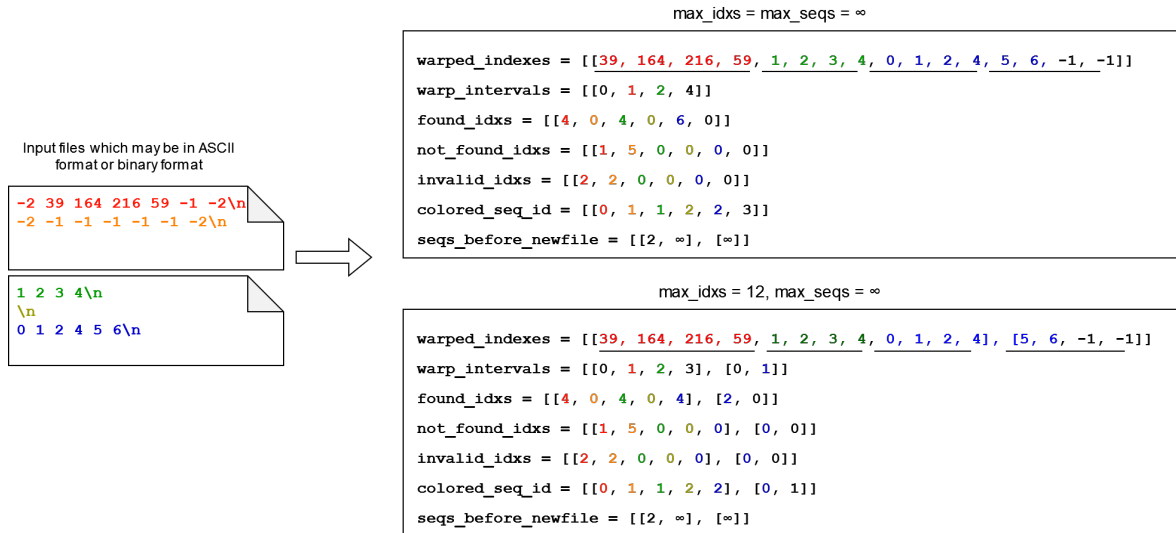 Input files which may be in ASCII
format or binary format
-2 39 164 216 59 -1 -2\n
-2 -1 -1 -1 -1 -1 -2\n
1 2 3 4\n
\n
0 1 2 4 5 6\n
max_idxs = max_seqs = ∞
warped_indexes = [[39, 164, 216, 59, 1, 2, 3, 4, 0, 1, 2, 4, 5, 6, -1, -1]]
warp_intervals = [[0, 1, 2, 4]]
found_idxs = [[4, 0, 4, 0, 6, 0]]
not_found_idxs = [[1, 5, 0, 0, 0, 0]]
invalid_idxs = [[2, 2, 0, 0, 0, 0]]
colored_seq_id = [[0, 1, 1, 2, 2, 3]]
seqs_before_newfile = [[2, ∞], [∞]]
max_idxs = 12, max_seqs = ∞
warped_indexes = [[39, 164, 216, 59, 1, 2, 3, 4, 0, 1, 2, 4], [5, 6, -1, -1]]
warp_intervals = [[0, 1, 2, 3], [0, 1]]
found_idxs = [[4, 0, 4, 0, 4], [2, 0]]
not_found_idxs = [[1, 5, 0, 0, 0], [0, 0]]
invalid_idxs = [[2, 2, 0, 0, 0], [0, 0]]
colored_seq_id = [[0, 1, 1, 2, 2], [0, 1]]
seqs_before_newfile = [[2, ∞], [∞]]